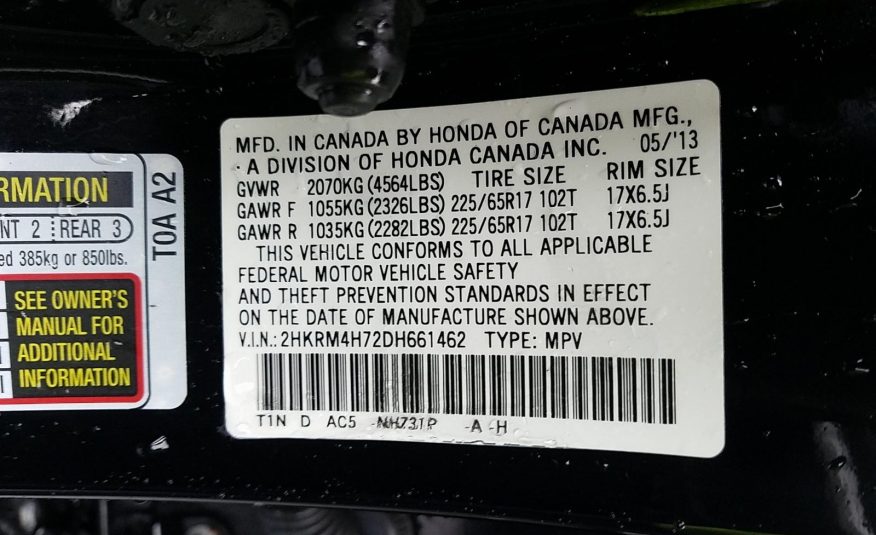 RMATION
NT 2 REAR 3
ed 385kg or 850lbs.
SEE OWNER'S
MANUAL FOR
ADDITIONAL
INFORMATION
TOA A2
MFD. IN CANADA BY HONDA OF CANADA MFG.,
A DIVISION OF HONDA CANADA INC. 05/'13
GVWR 2070KG (4564LBS) TIRE SIZE RIM SIZE
GAWR F 1055KG (2326LBS) 225/65R17 102T 17X6.5J
GAWR R 1035KG (2282LBS) 225/65R17 102T 17X6.5J
THIS VEHICLE CONFORMS TO ALL APPLICABLE
FEDERAL MOTOR VEHICLE SAFETY
AND THEFT PREVENTION STANDARDS IN EFFECT
ON THE DATE OF MANUFACTURE SHOWN ABOVE.
V.I.N.: 2HKRM4H72DH661462 TYPE: MPV
T1N D AC5 -NH731P -A -H